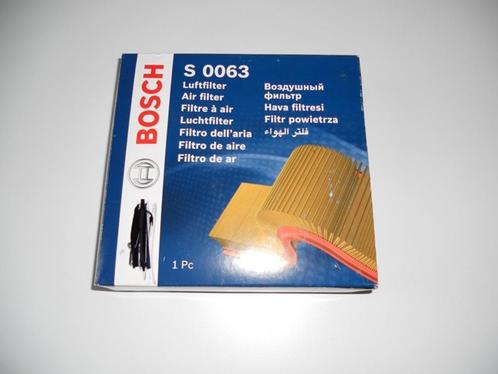 BOSCH
S 0063
Luftfilter
Air filter
Filtre à air
Luchtfilter
Filtro dell'aria
Filtro de aire
Filtro de ar
Воздушный
фильтр
Hava filtresi
Filtr powietrza
فلتر الهواء
1 Pc